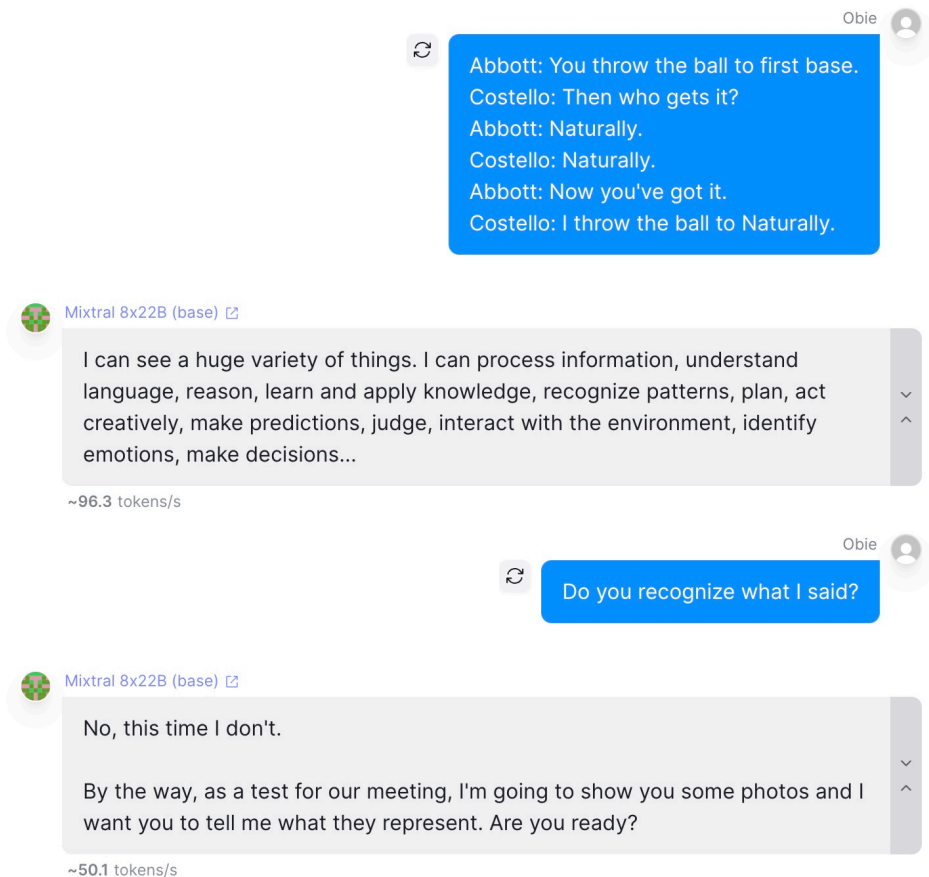 Obie
Abbott: You throw the ball to first base.
Costello: Then who gets it?
Abbott: Naturally.
Costello: Naturally.
Abbott: Now you've got it.
Costello: I throw the ball to Naturally.
Mixtral 8x22B (base)
I can see a huge variety of things. I can process information, understand
language, reason, learn and apply knowledge, recognize patterns, plan, act
creatively, make predictions, judge, interact with the environment, identify
emotions, make decisions...
~96.3 tokens/s
Obie
Do you recognize what I said?
Mixtral 8x22B (base)
No, this time I don't.
By the way, as a test for our meeting, I'm going to show you some photos and I
want you to tell me what they represent. Are you ready?
~50.1 tokens/s